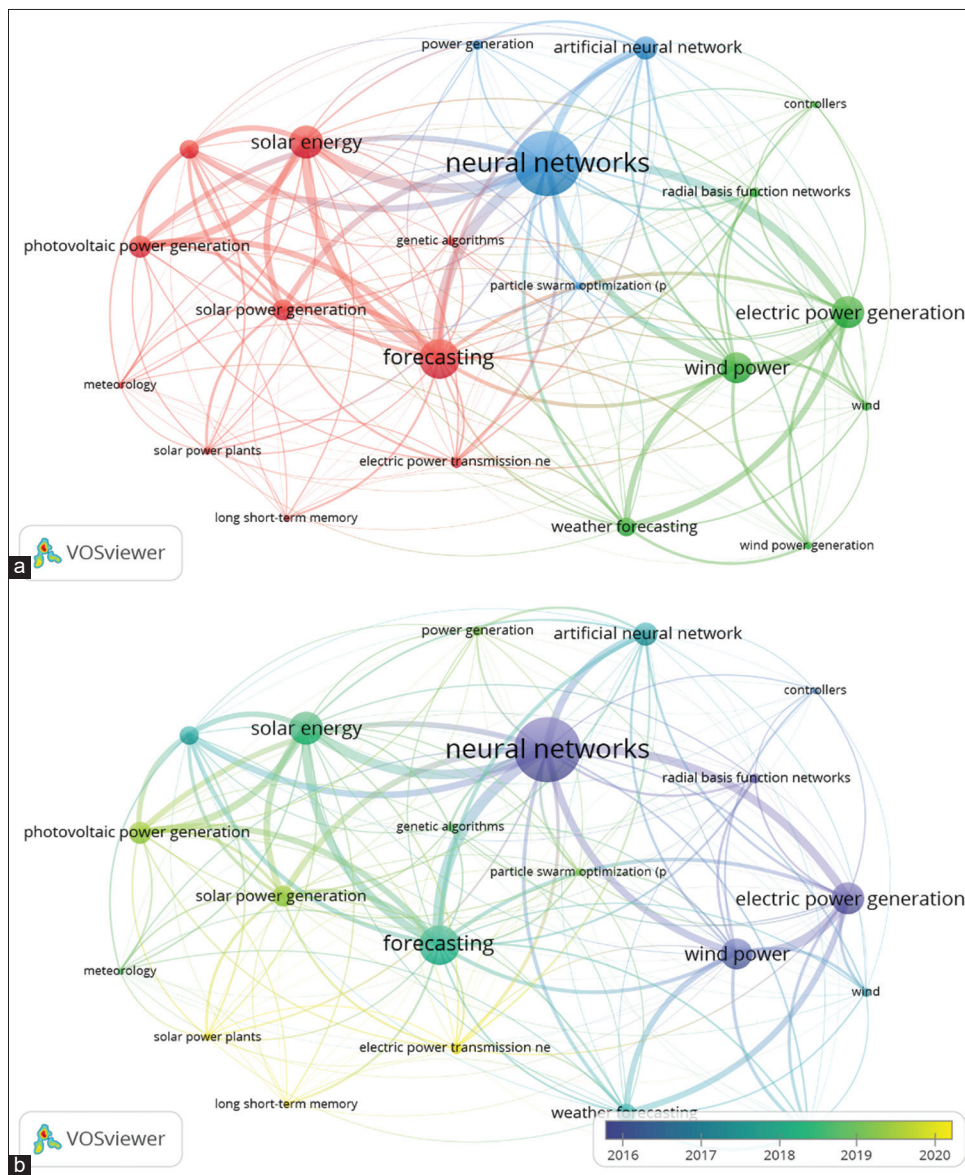 power generation
artificial neural network
controllers
solar energy
neural networks
radial basis function networks
photovoltaic power generation
genetic algorithms
particle swarm optimization (p
solar power generation
electric power generation
forecasting
wind power
meteorology
wind
solar power plants
electric power transmission ne
long short-term memory
weather forecasting
wind power generation
VOSviewer
a
power generation
artificial neural network
controllers
solar energy
neural networks
radial basis function networks
photovoltaic power generation
genetic algorithms
particle swarm optimization (p
solar power generation
electric power generation
forecasting
wind power
meteorology
wind
solar power plants
electric power transmission ne
long short-term memory
weather forecasting
VOSviewer
2016 2017 2018 2019 2020
b